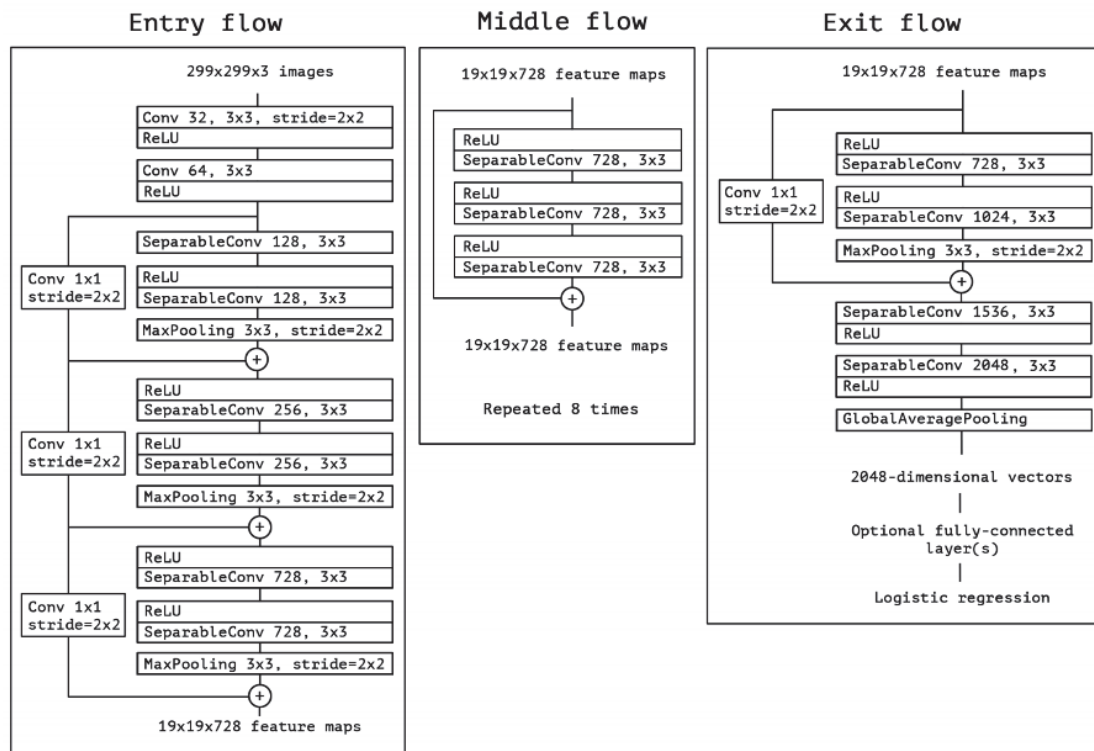 Entry flow
299x299x3 images
Conv 32, 3x3, stride=2x2
ReLU
Conv 64, 3x3
ReLU
SeparableConv 128, 3x3
Conv 1x1
stride=2x2
ReLU
SeparableConv 128, 3x3
MaxPooling 3x3, stride=2x2
+
ReLU
SeparableConv 256, 3x3
Conv 1x1
stride=2x2
ReLU
SeparableConv 256, 3x3
MaxPooling 3x3, stride=2x2
+
ReLU
SeparableConv 728, 3x3
Conv 1x1
stride=2x2
ReLU
SeparableConv 728, 3x3
MaxPooling 3x3, stride=2x2
+
19x19x728 feature maps
Middle flow
19x19x728 feature maps
ReLU
SeparableConv 728, 3x3
ReLU
SeparableConv 728, 3x3
ReLU
SeparableConv 728, 3x3
+
19x19x728 feature maps
Repeated 8 times
Exit flow
19x19x728 feature maps
ReLU
SeparableConv 728, 3x3
Conv 1x1
stride=2x2
ReLU
SeparableConv 1024, 3x3
MaxPooling 3x3, stride=2x2
+
SeparableConv 1536, 3x3
ReLU
SeparableConv 2048, 3x3
ReLU
GlobalAveragePooling
2048-dimensional vectors
Optional fully-connected
layer(s)
Logistic regression